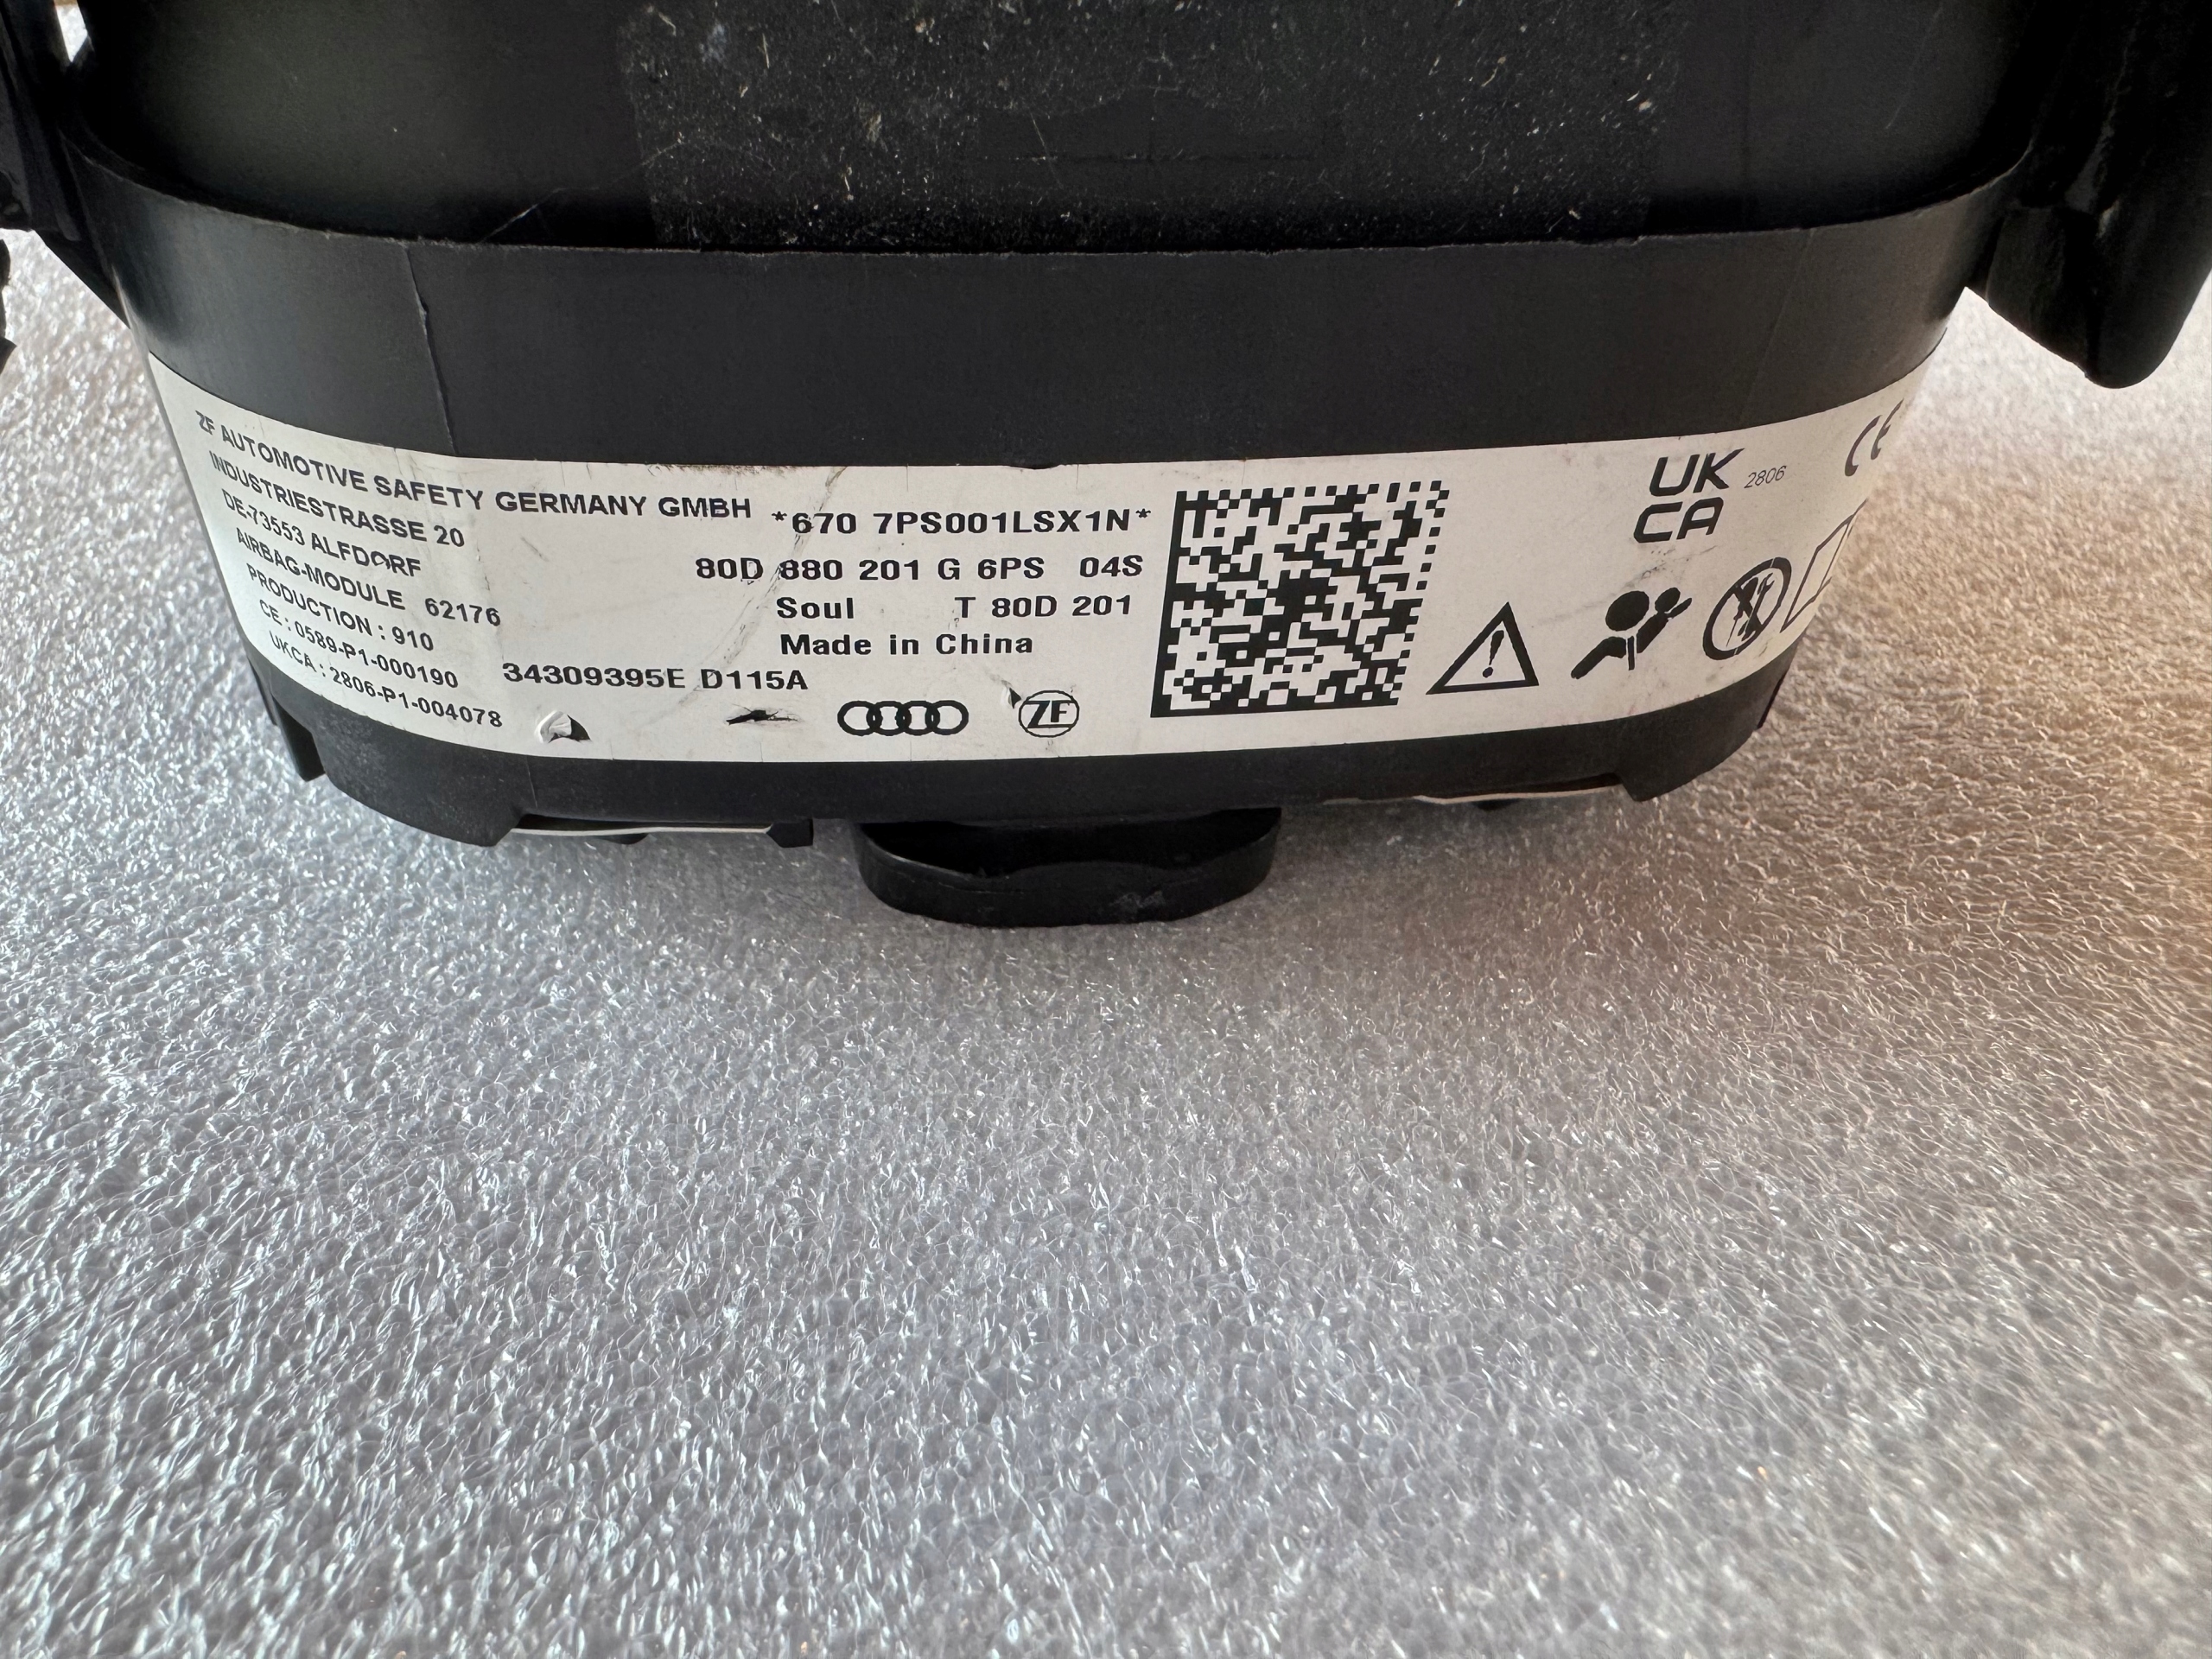 ZF AUTOMOTIVE SAFETY GERMANY GMBH
INDUSTRIESTRASSE 20
DE-73553 ALFDORF
AIRBAG-MODULE 62176
PRODUCTION : 910
CE : 0589-P1-000190
UKCA : 2806-P1-004078
*670 7PS001LSX1N*
80D 880 201 G 6PS 04S
Soul T 80D 201
Made in China
34309395E D115A
ZF
UK
CA
2806
CE